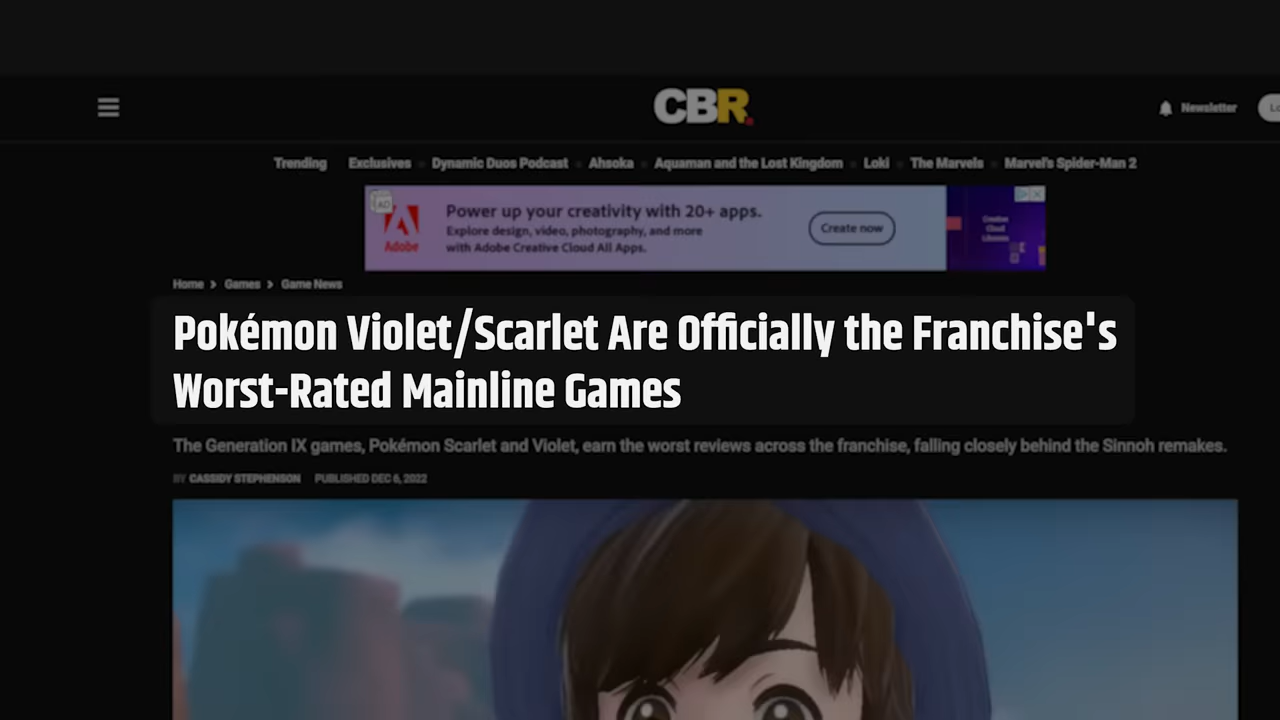 CBR.
Newsletter
Trending Exclusives Dynamic Duos Podcast Ahsoka Aquaman and the Lost Kingdom Loki The Marvels Marvel's Spider-Man 2
AD
Adobe
Power up your creativity with 20+ apps.
Explore design, video, photography, and more
with Adobe Creative Cloud All Apps.
Create now
Creative
Cloud
Libraries
Home > Games > Game News
Pokémon Violet/Scarlet Are Officially the Franchise's
Worst-Rated Mainline Games
The Generation IX games, Pokémon Scarlet and Violet, earn the worst reviews across the franchise, falling closely behind the Sinnoh remakes.
BY CASSIDY STEPHENSON PUBLISHED DEC 6, 2022